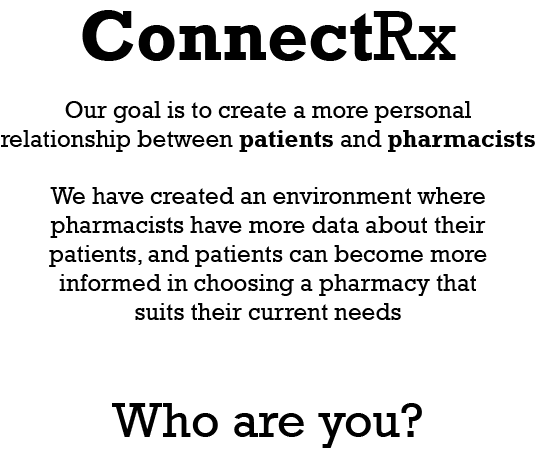 ConnectRx
Our goal is to create a more personal
relationship between patients and pharmacists
We have created an environment where
pharmacists have more data about their
patients, and patients can become more
informed in choosing a pharmacy that
suits their current needs
Who are you?